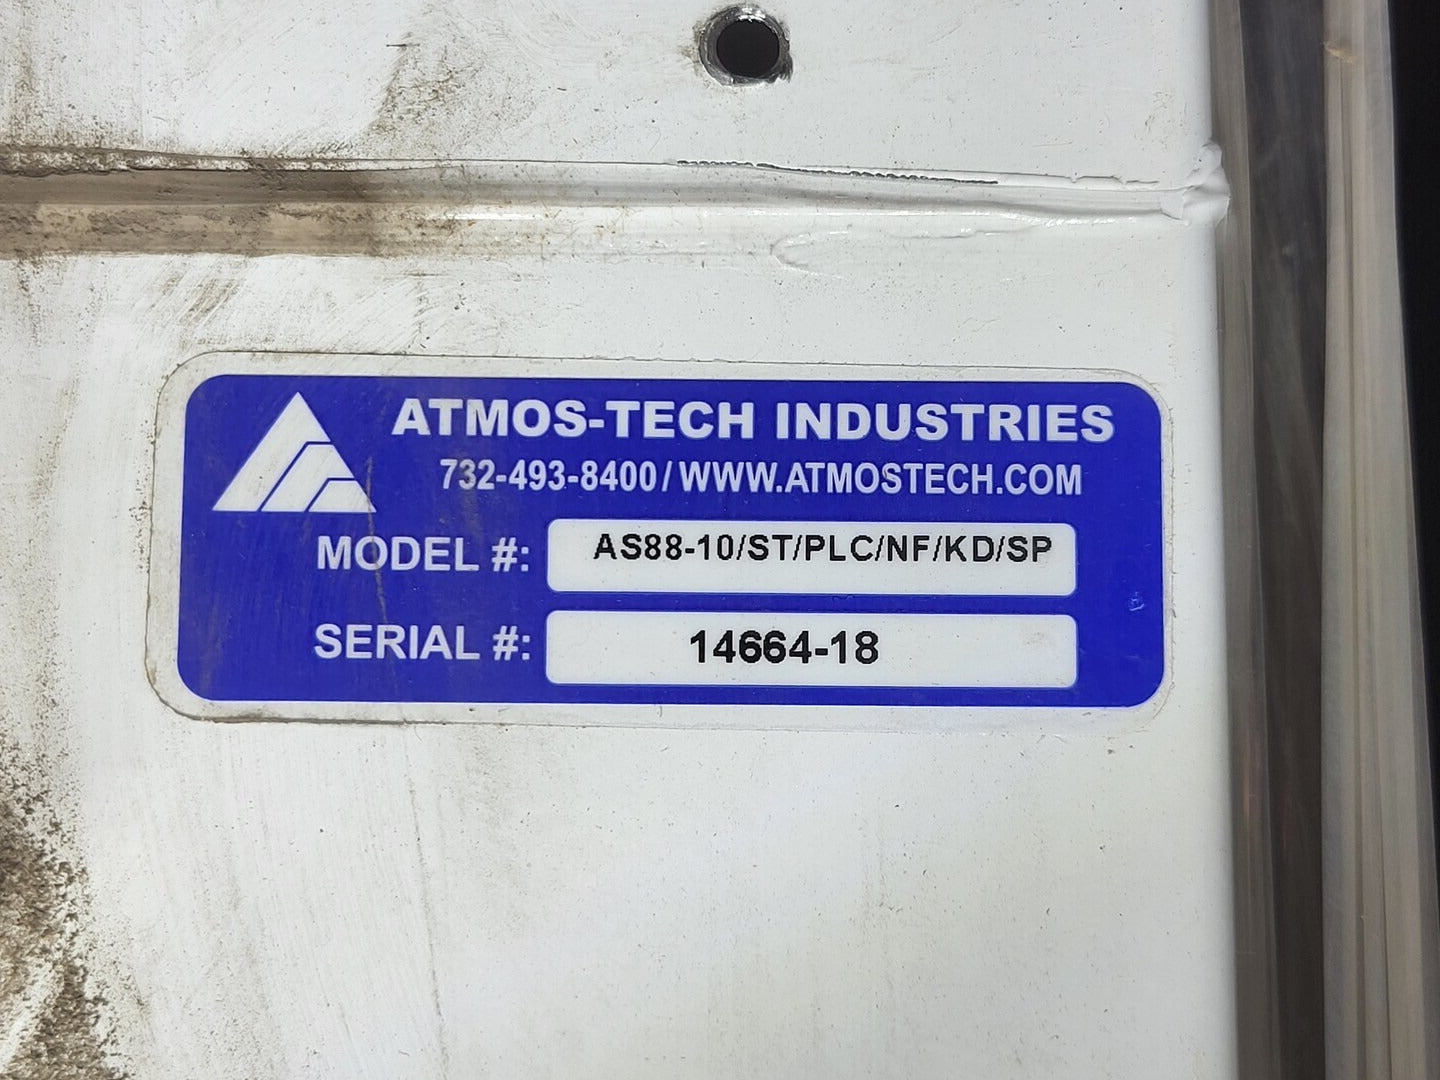 ATMOS-TECH INDUSTRIES
732-493-8400/WWW.ATMOSTECH.COM
MODEL #: AS88-10/ST/PLC/NF/KD/SP
SERIAL #: 14664-18